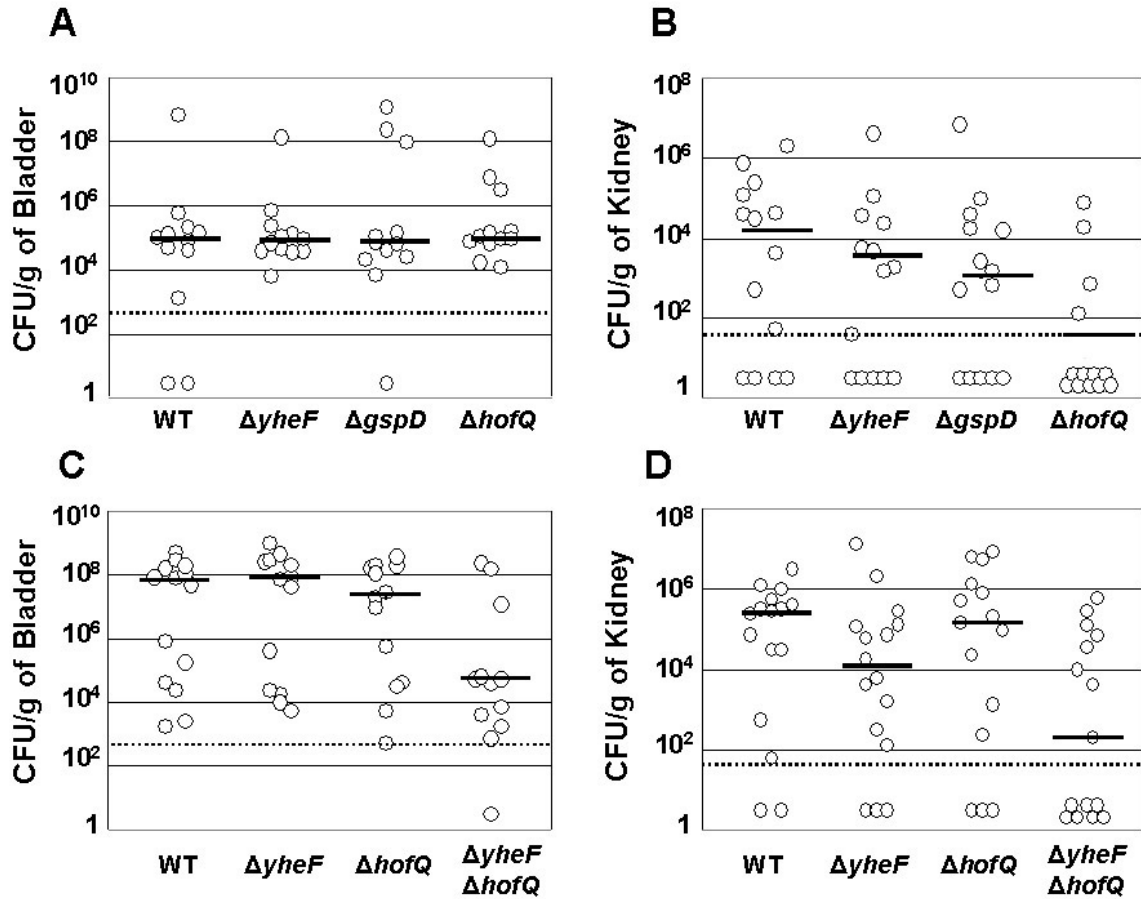 A
CFU/g of Bladder
10¹⁰
10⁸
10⁶
10⁴
10²
1
WT ΔyheF ΔgspD ΔhofQ
B
CFU/g of Kidney
10⁸
10⁶
10⁴
10²
1
WT ΔyheF ΔgspD ΔhofQ
C
CFU/g of Bladder
10¹⁰
10⁸
10⁶
10⁴
10²
1
WT ΔyheF ΔhofQ ΔyheF
ΔhofQ
D
CFU/g of Kidney
10⁸
10⁶
10⁴
10²
1
WT ΔyheF ΔhofQ ΔyheF
ΔhofQ